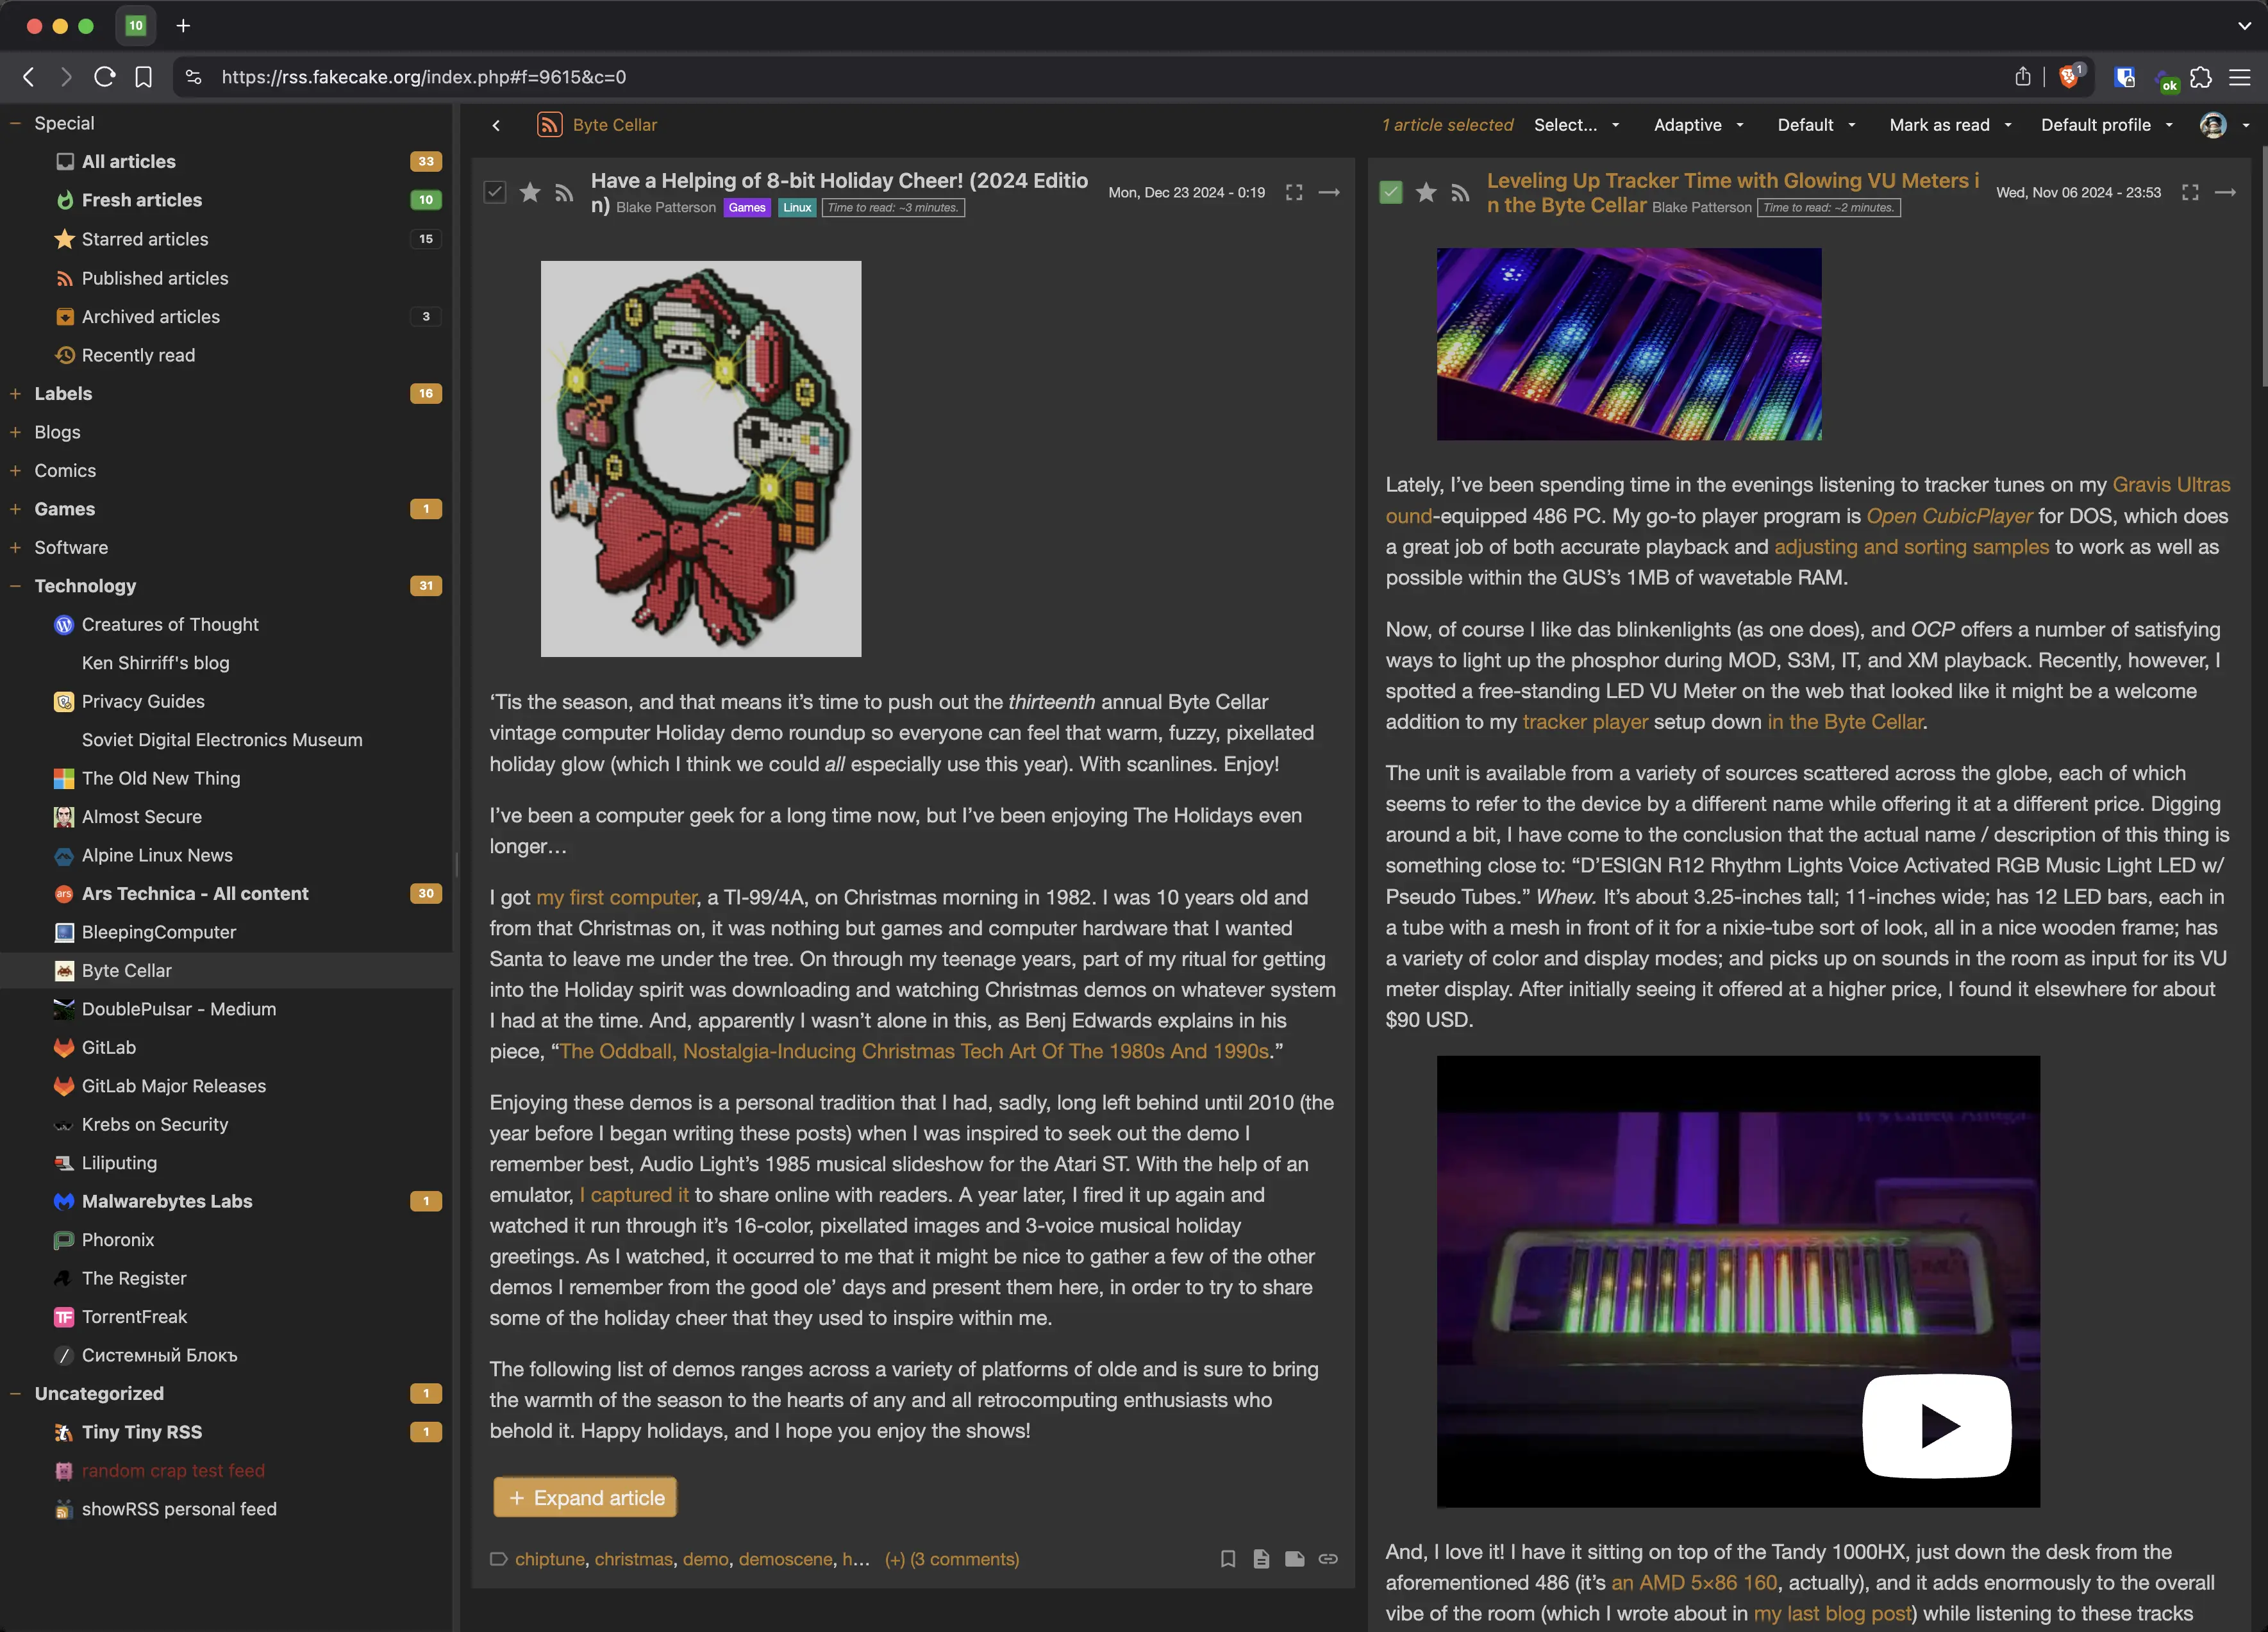 10
https://rss.fakecake.org/index.php#f=9615&c=0
1
ok
Special
All articles 33
Fresh articles 10
Starred articles 15
Published articles
Archived articles 3
Recently read
Labels 16
Blogs
Comics
Games 1
Software
Technology 31
Creatures of Thought
Ken Shirriff's blog
Privacy Guides
Soviet Digital Electronics Museum
The Old New Thing
Almost Secure
Alpine Linux News
ars Ars Technica - All content 30
BleepingComputer
Byte Cellar
DoublePulsar - Medium
GitLab
GitLab Major Releases
Krebs on Security
Liliputing
Malwarebytes Labs 1
Phoronix
The Register
TF TorrentFreak
Системный Блокъ
Uncategorized 1
Tiny Tiny RSS 1
random crap test feed
showRSS personal feed
Byte Cellar
1 article selected Select... Adaptive Default Mark as read Default profile
Have a Helping of 8-bit Holiday Cheer! (2024 Editio
n) Blake Patterson Games Linux Time to read: ~3 minutes.
Mon, Dec 23 2024 - 0:19
‘Tis the season, and that means it’s time to push out the thirteenth annual Byte Cellar
vintage computer Holiday demo roundup so everyone can feel that warm, fuzzy, pixellated
holiday glow (which I think we could all especially use this year). With scanlines. Enjoy!
I’ve been a computer geek for a long time now, but I’ve been enjoying The Holidays even
longer…
I got my first computer, a TI-99/4A, on Christmas morning in 1982. I was 10 years old and
from that Christmas on, it was nothing but games and computer hardware that I wanted
Santa to leave me under the tree. On through my teenage years, part of my ritual for getting
into the Holiday spirit was downloading and watching Christmas demos on whatever system
I had at the time. And, apparently I wasn’t alone in this, as Benj Edwards explains in his
piece, “The Oddball, Nostalgia-Inducing Christmas Tech Art Of The 1980s And 1990s.”
Enjoying these demos is a personal tradition that I had, sadly, long left behind until 2010 (the
year before I began writing these posts) when I was inspired to seek out the demo I
remember best, Audio Light’s 1985 musical slideshow for the Atari ST. With the help of an
emulator, I captured it to share online with readers. A year later, I fired it up again and
watched it run through it’s 16-color, pixellated images and 3-voice musical holiday
greetings. As I watched, it occurred to me that it might be nice to gather a few of the other
demos I remember from the good ole’ days and present them here, in order to try to share
some of the holiday cheer that they used to inspire within me.
The following list of demos ranges across a variety of platforms of olde and is sure to bring
the warmth of the season to the hearts of any and all retrocomputing enthusiasts who
behold it. Happy holidays, and I hope you enjoy the shows!
+ Expand article
chiptune, christmas, demo, demoscene, h... (+) (3 comments)
Leveling Up Tracker Time with Glowing VU Meters i
n the Byte Cellar Blake Patterson Time to read: ~2 minutes.
Wed, Nov 06 2024 - 23:53
Lately, I’ve been spending time in the evenings listening to tracker tunes on my Gravis Ultras
ound-equipped 486 PC. My go-to player program is Open CubicPlayer for DOS, which does
a great job of both accurate playback and adjusting and sorting samples to work as well as
possible within the GUS’s 1MB of wavetable RAM.
Now, of course I like das blinkenlights (as one does), and OCP offers a number of satisfying
ways to light up the phosphor during MOD, S3M, IT, and XM playback. Recently, however, I
spotted a free-standing LED VU Meter on the web that looked like it might be a welcome
addition to my tracker player setup down in the Byte Cellar.
The unit is available from a variety of sources scattered across the globe, each of which
seems to refer to the device by a different name while offering it at a different price. Digging
around a bit, I have come to the conclusion that the actual name / description of this thing is
something close to: “D’ESIGN R12 Rhythm Lights Voice Activated RGB Music Light LED w/
Pseudo Tubes.” Whew. It’s about 3.25-inches tall; 11-inches wide; has 12 LED bars, each in
a tube with a mesh in front of it for a nixie-tube sort of look, all in a nice wooden frame; has
a variety of color and display modes; and picks up on sounds in the room as input for its VU
meter display. After initially seeing it offered at a higher price, I found it elsewhere for about
$90 USD.
It's called Amiga
And, I love it! I have it sitting on top of the Tandy 1000HX, just down the desk from the
aforementioned 486 (it’s an AMD 5×86 160, actually), and it adds enormously to the overall
vibe of the room (which I wrote about in my last blog post) while listening to these tracks